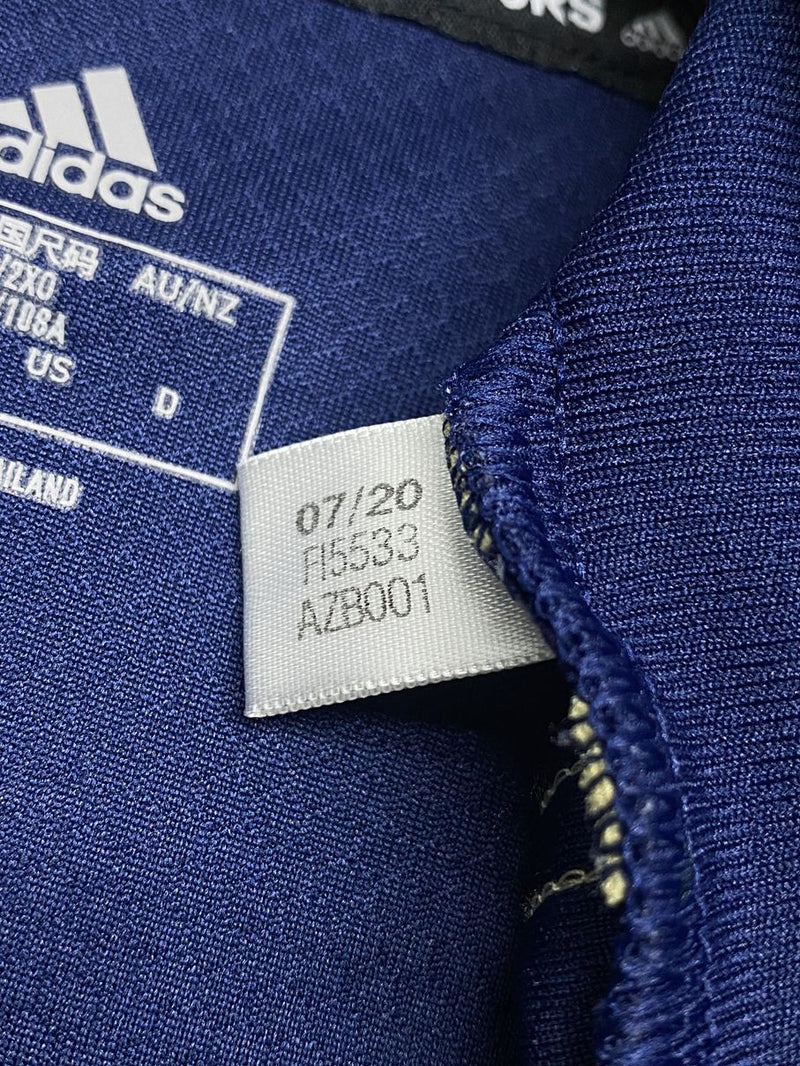 adidas
国尺码
/2XO
/108A
AU/NZ
US
D
AILAND
07/20
FI5533
AZB001